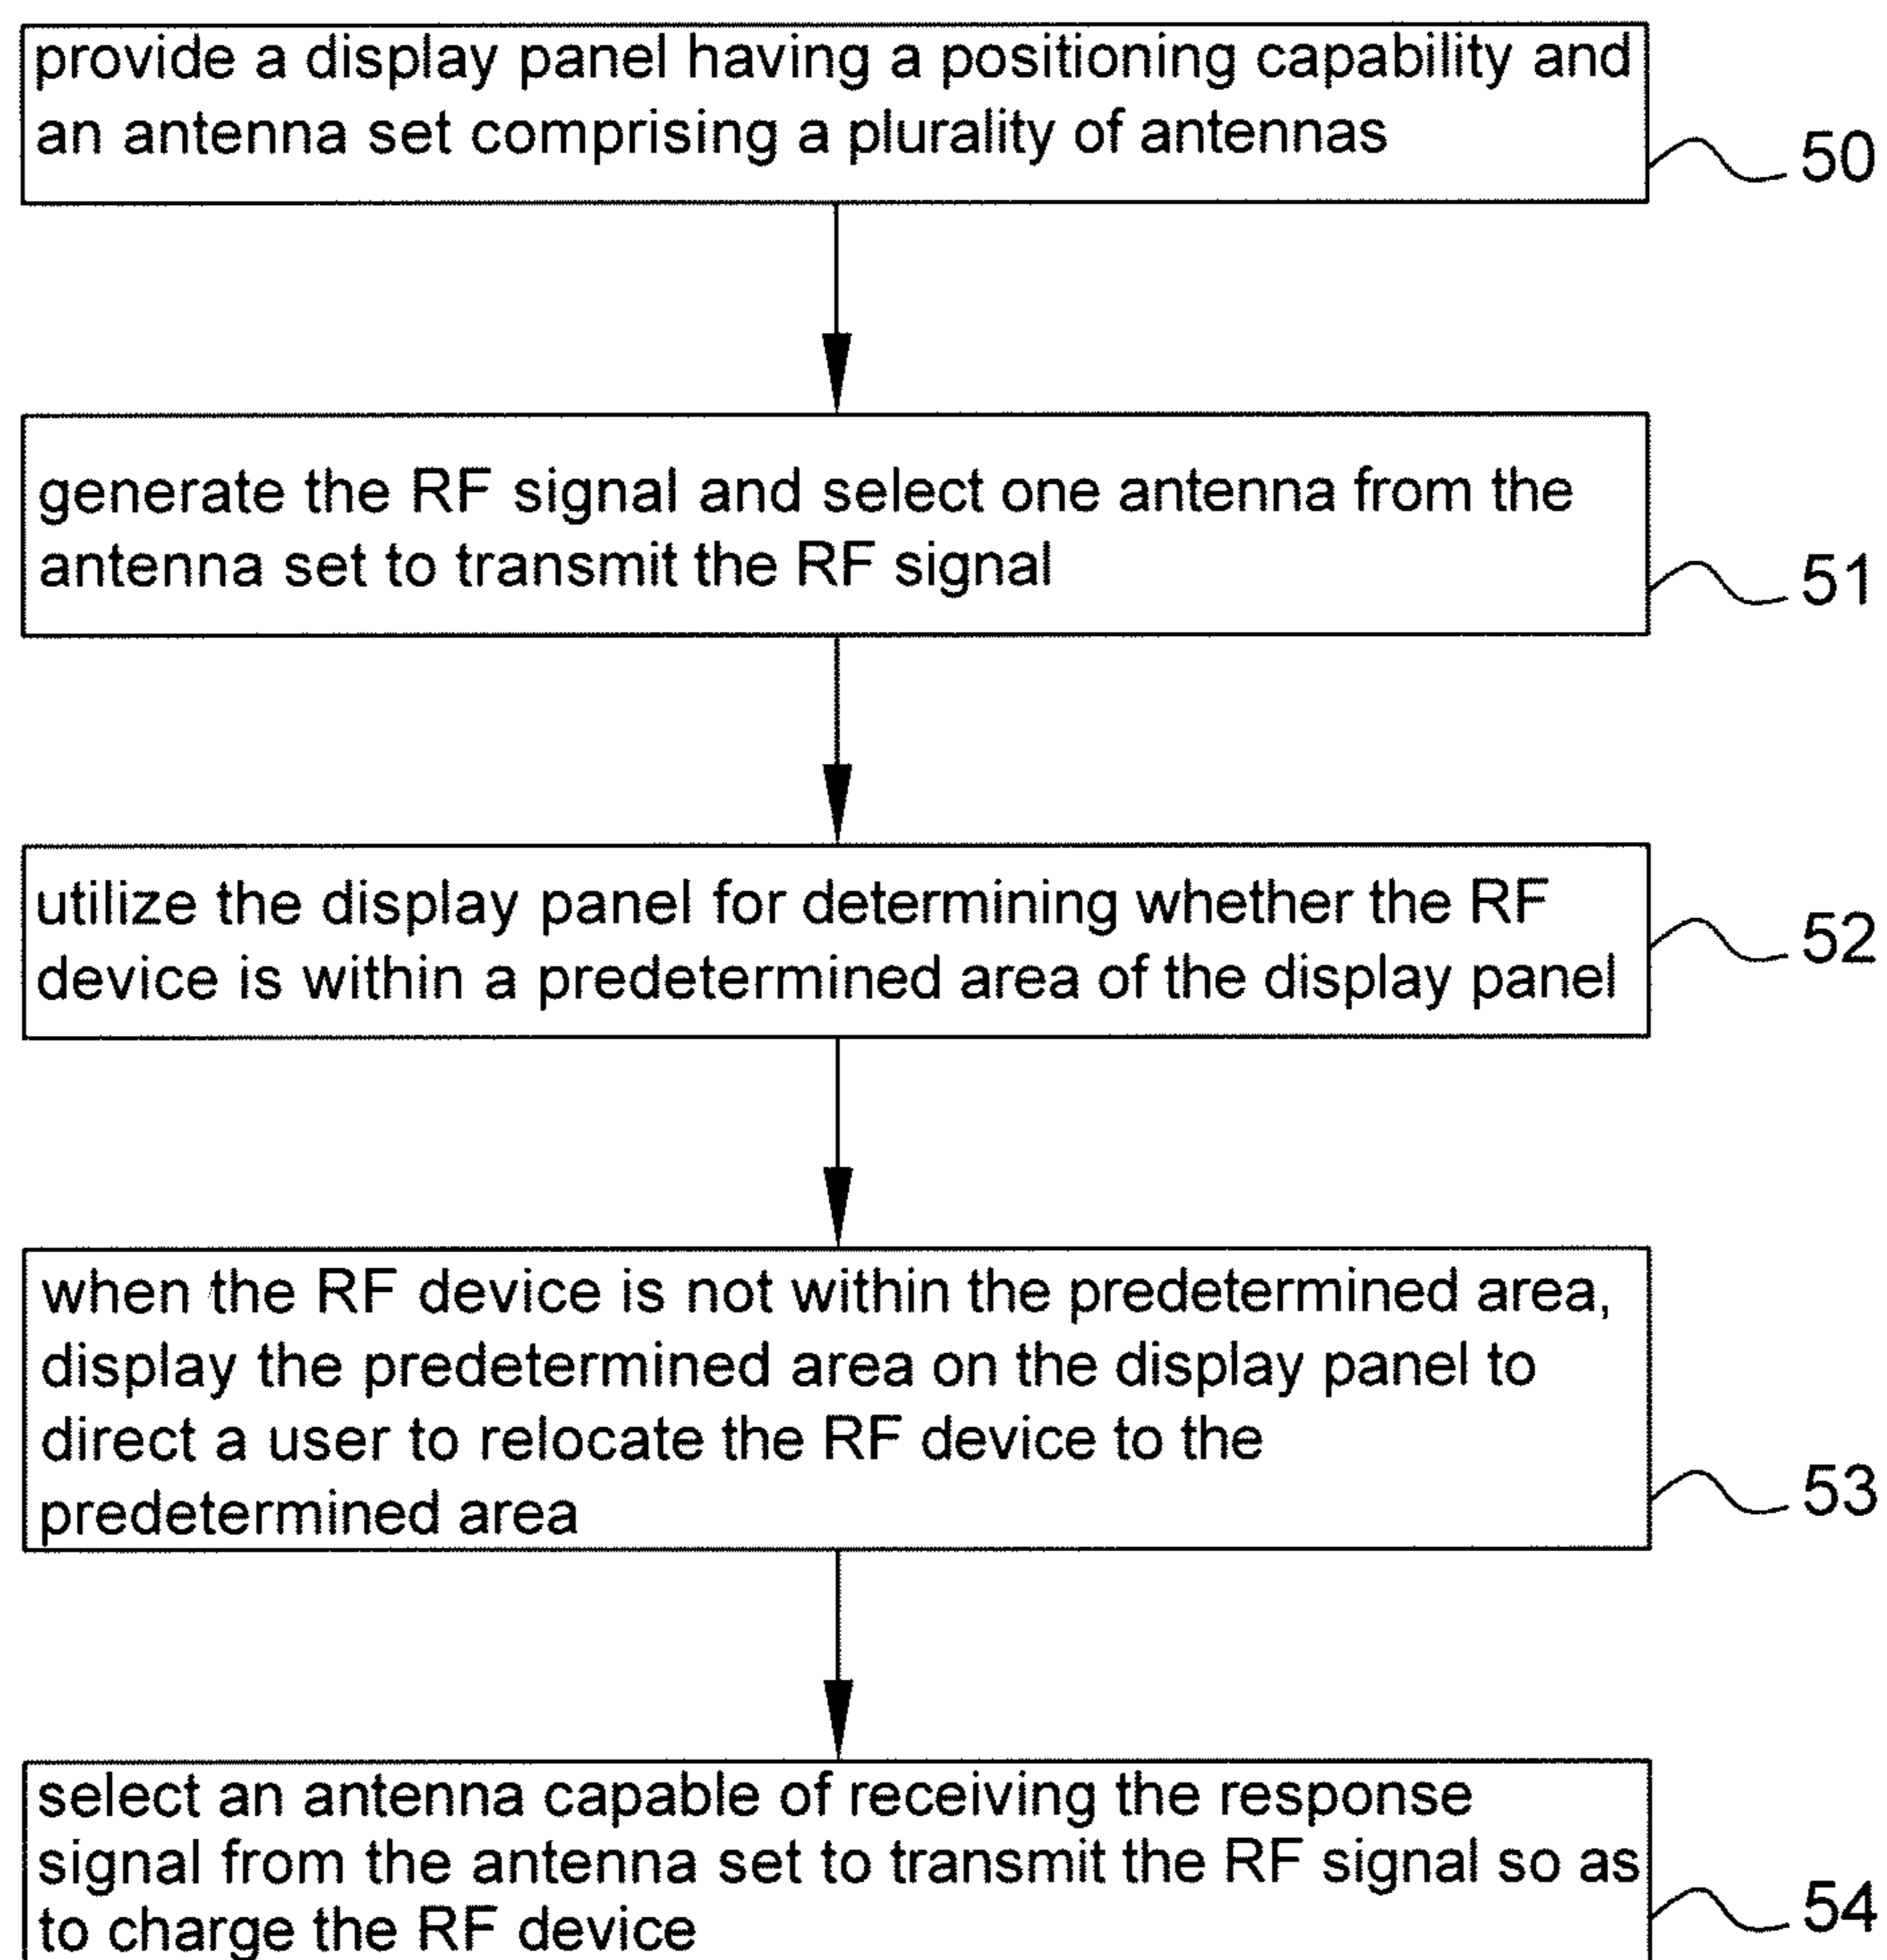 provide a display panel having a positioning capability and
an antenna set comprising a plurality of antennas
50
generate the RF signal and select one antenna from the
antenna set to transmit the RF signal
51
utilize the display panel for determining whether the RF
device is within a predetermined area of the display panel
52
when the RF device is not within the predetermined area,
display the predetermined area on the display panel to
direct a user to relocate the RF device to the
predetermined area
53
select an antenna capable of receiving the response
signal from the antenna set to transmit the RF signal so as
to charge the RF device
54